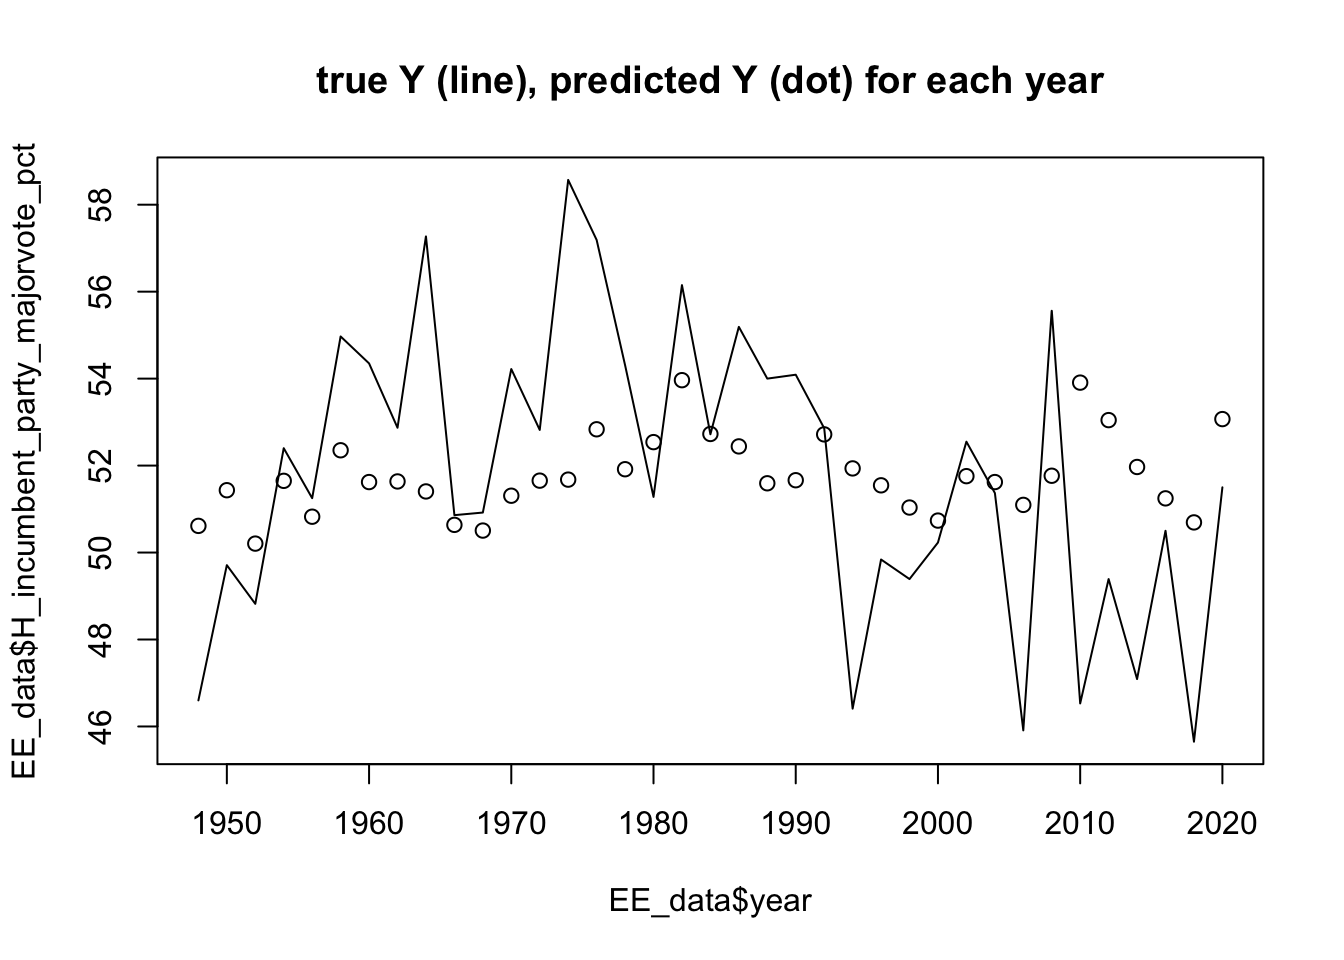 true Y (line), predicted Y (dot) for each year
EE_data$H_incumbent_party_majorvote_pct
58
56
54
52
50
48
46
1950 1960 1970 1980 1990 2000 2010 2020
EE_data$year